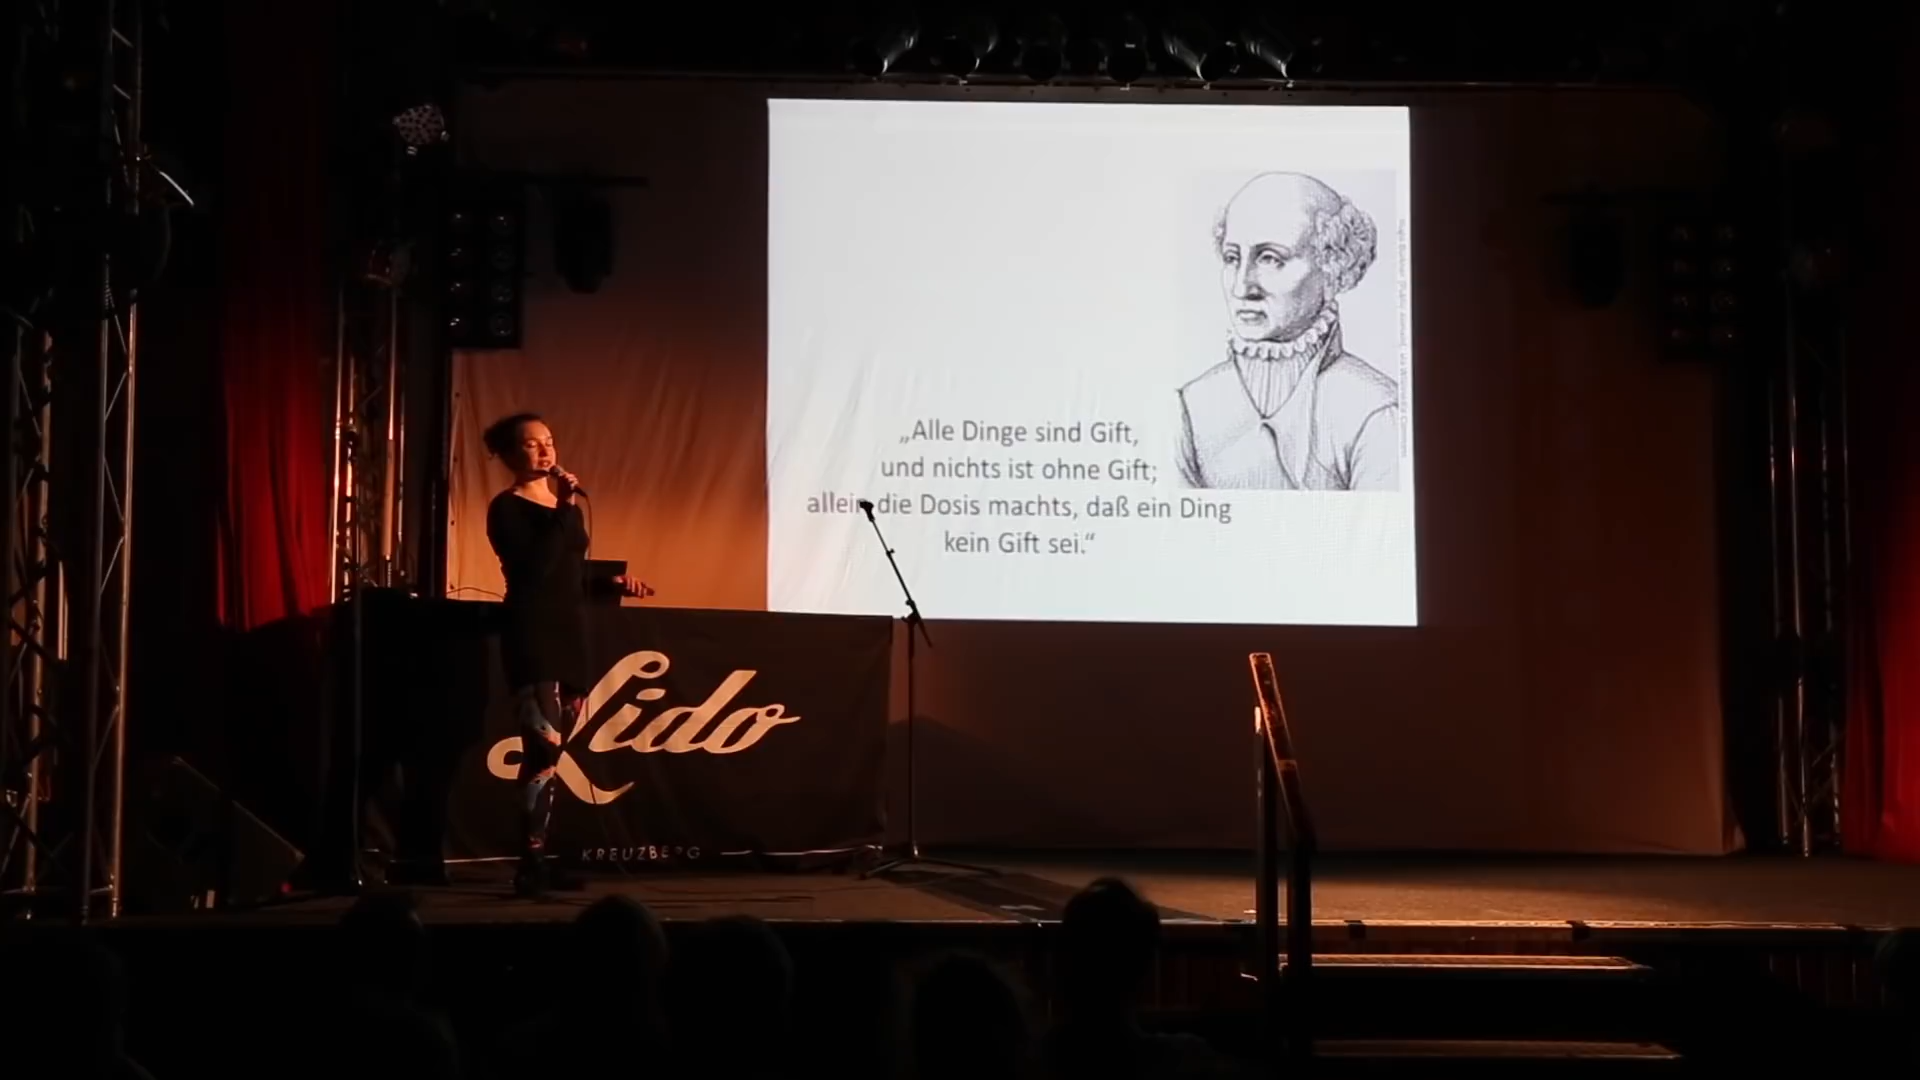 „Alle Dinge sind Gift,
und nichts ist ohne Gift;
allein die Dosis machts, daß ein Ding
kein Gift sei.“
Lido
KREUZBERG